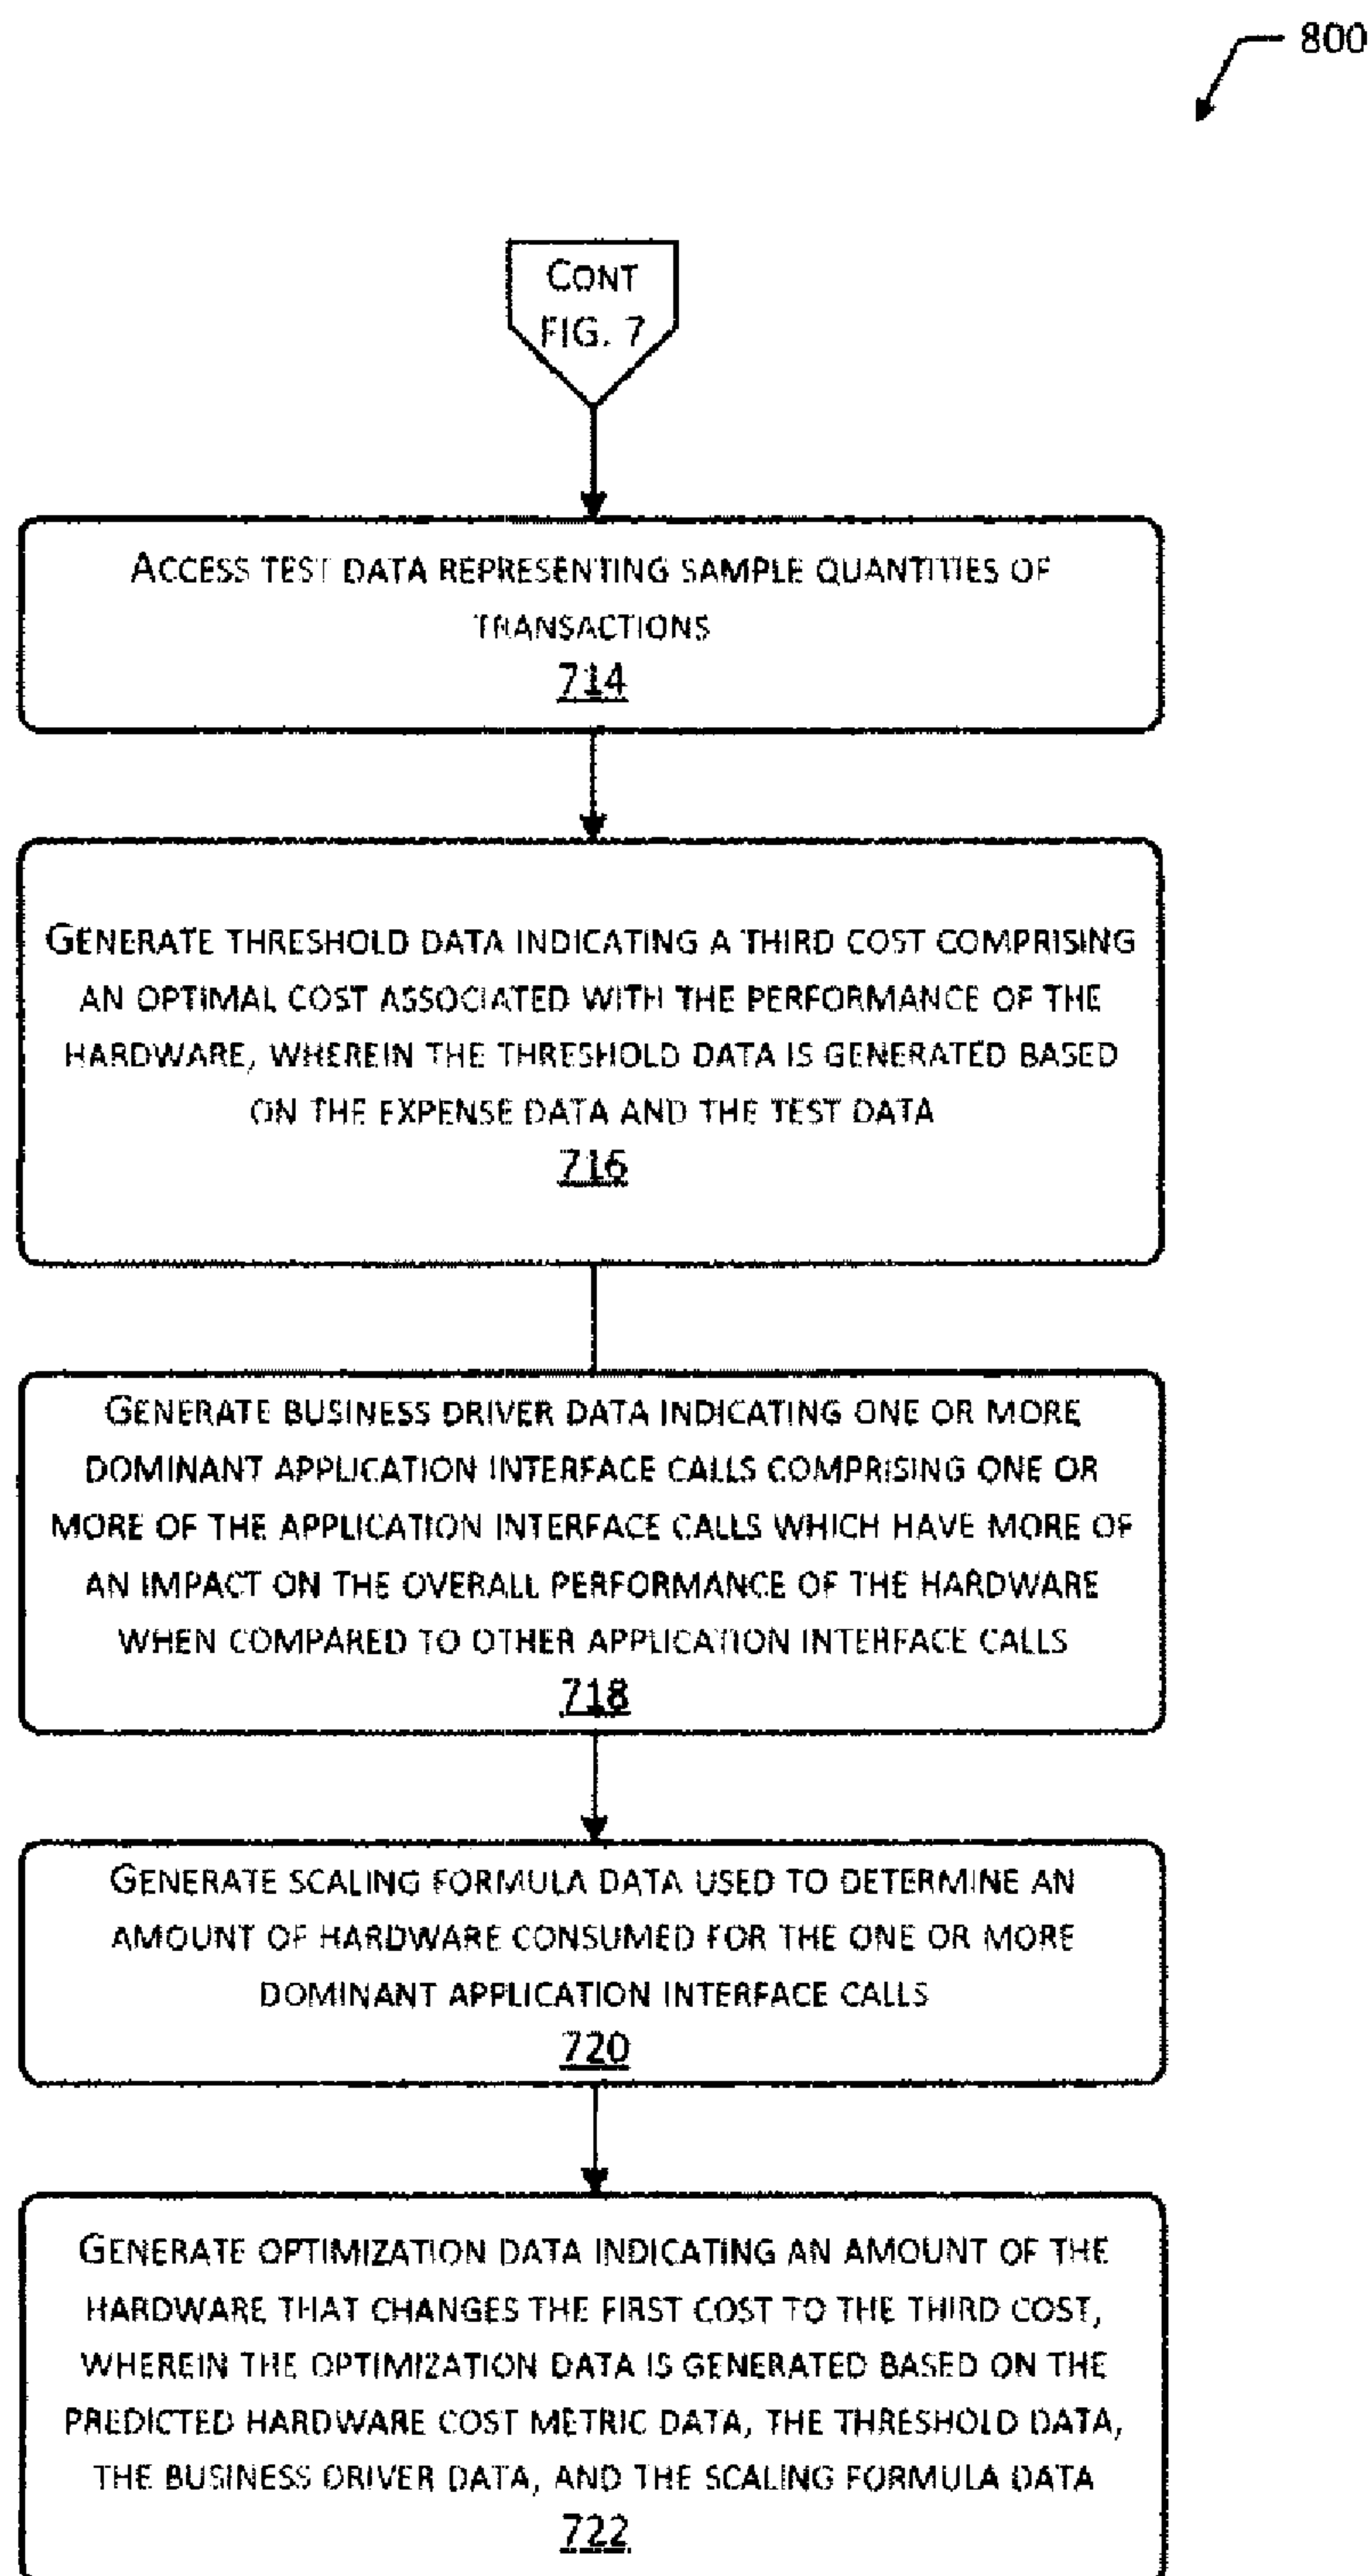 800
CONT
FIG. 7
ACCESS TEST DATA REPRESENTING SAMPLE QUANTITIES OF
TRANSACTIONS
714
GENERATE THRESHOLD DATA INDICATING A THIRD COST COMPRISING
AN OPTIMAL COST ASSOCIATED WITH THE PERFORMANCE OF THE
HARDWARE, WHEREIN THE THRESHOLD DATA IS GENERATED BASED
ON THE EXPENSE DATA AND THE TEST DATA
716
GENERATE BUSINESS DRIVER DATA INDICATING ONE OR MORE
DOMINANT APPLICATION INTERFACE CALLS COMPRISING ONE OR
MORE OF THE APPLICATION INTERFACE CALLS WHICH HAVE MORE OF
AN IMPACT ON THE OVERALL PERFORMANCE OF THE HARDWARE
WHEN COMPARED TO OTHER APPLICATION INTERFACE CALLS
718
GENERATE SCALING FORMULA DATA USED TO DETERMINE AN
AMOUNT OF HARDWARE CONSUMED FOR THE ONE OR MORE
DOMINANT APPLICATION INTERFACE CALLS
720
GENERATE OPTIMIZATION DATA INDICATING AN AMOUNT OF THE
HARDWARE THAT CHANGES THE FIRST COST TO THE THIRD COST,
WHEREIN THE OPTIMIZATION DATA IS GENERATED BASED ON THE
PREDICTED HARDWARE COST METRIC DATA, THE THRESHOLD DATA,
THE BUSINESS DRIVER DATA, AND THE SCALING FORMULA DATA
722